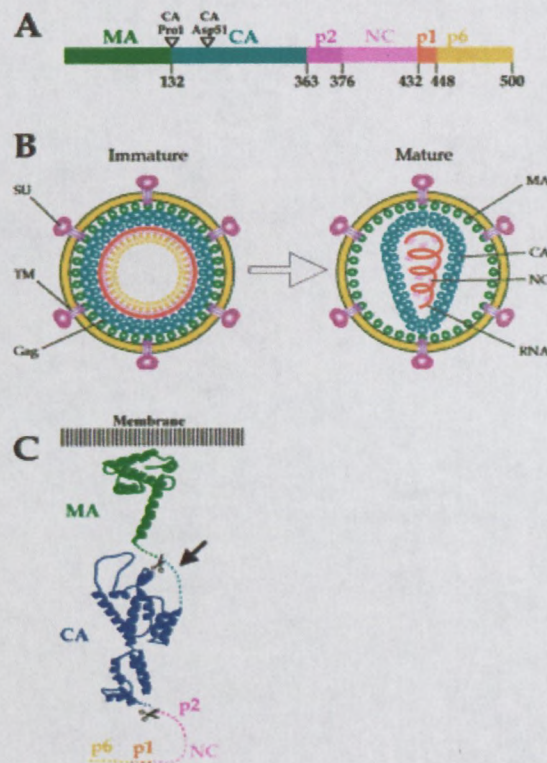 A
CA CA
Pro1 Asp51
MA CA p2 NC p1 p6
132 363 376 432 448 500
B
Immature Mature
SU MA
TM CA
NC
Gag RNA
Membrane
C
MA
CA
p2
p6 p1 NC